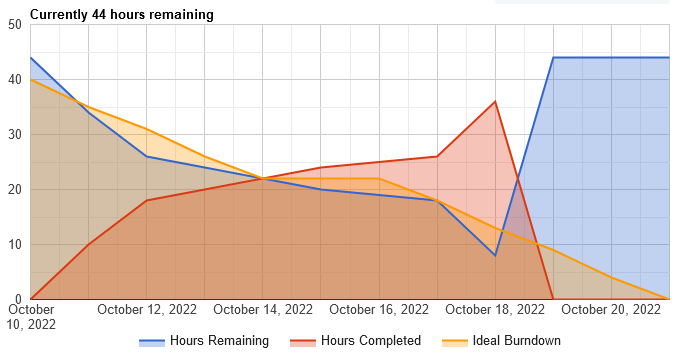 Currently 44 hours remaining
50
40
30
20
10
0
October
10, 2022
October 12, 2022
October 14, 2022
October 16, 2022
October 18, 2022
October 20, 2022
Hours Remaining
Hours Completed
Ideal Burndown